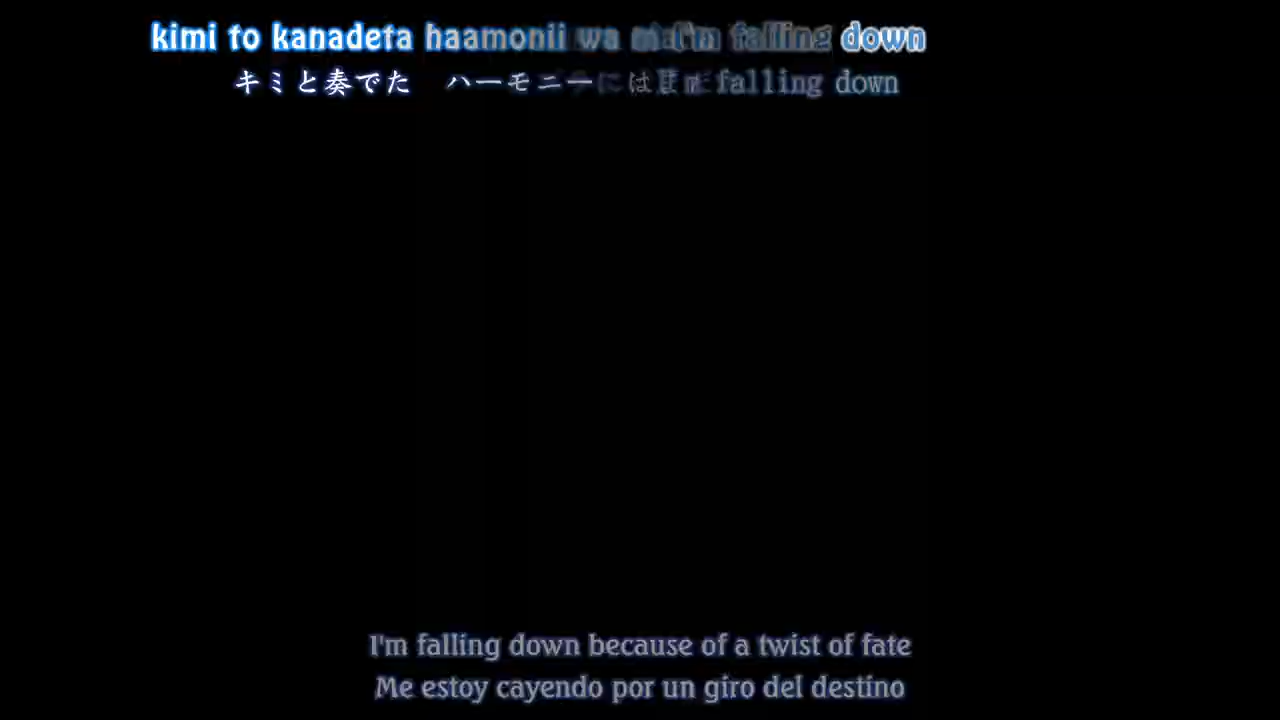 kimi to kanadeta haamonii wa I'm falling down
キミと奏でた　ハーモニー は falling down
I'm falling down because of a twist of fate
Me estoy cayendo por un giro del destino